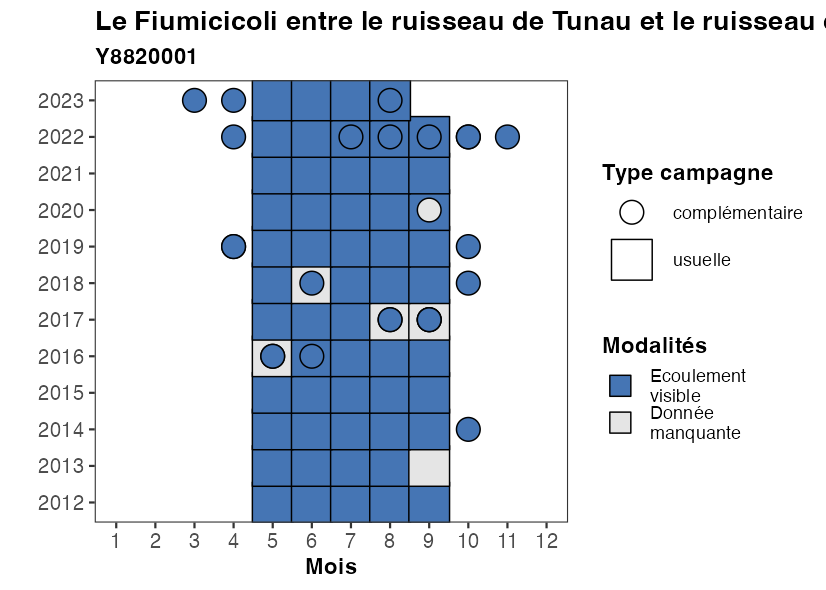 Le Fiumicicoli entre le ruisseau de Tunau et le ruisseau
Y8820001
2023
2022
2021
2020
2019
2018
2017
2016
2015
2014
2013
2012
1 2 3 4 5 6 7 8 9 10 11 12
Mois
Type campagne
complémentaire
usuelle
Modalités
Ecoulement
visible
Donnée
manquante